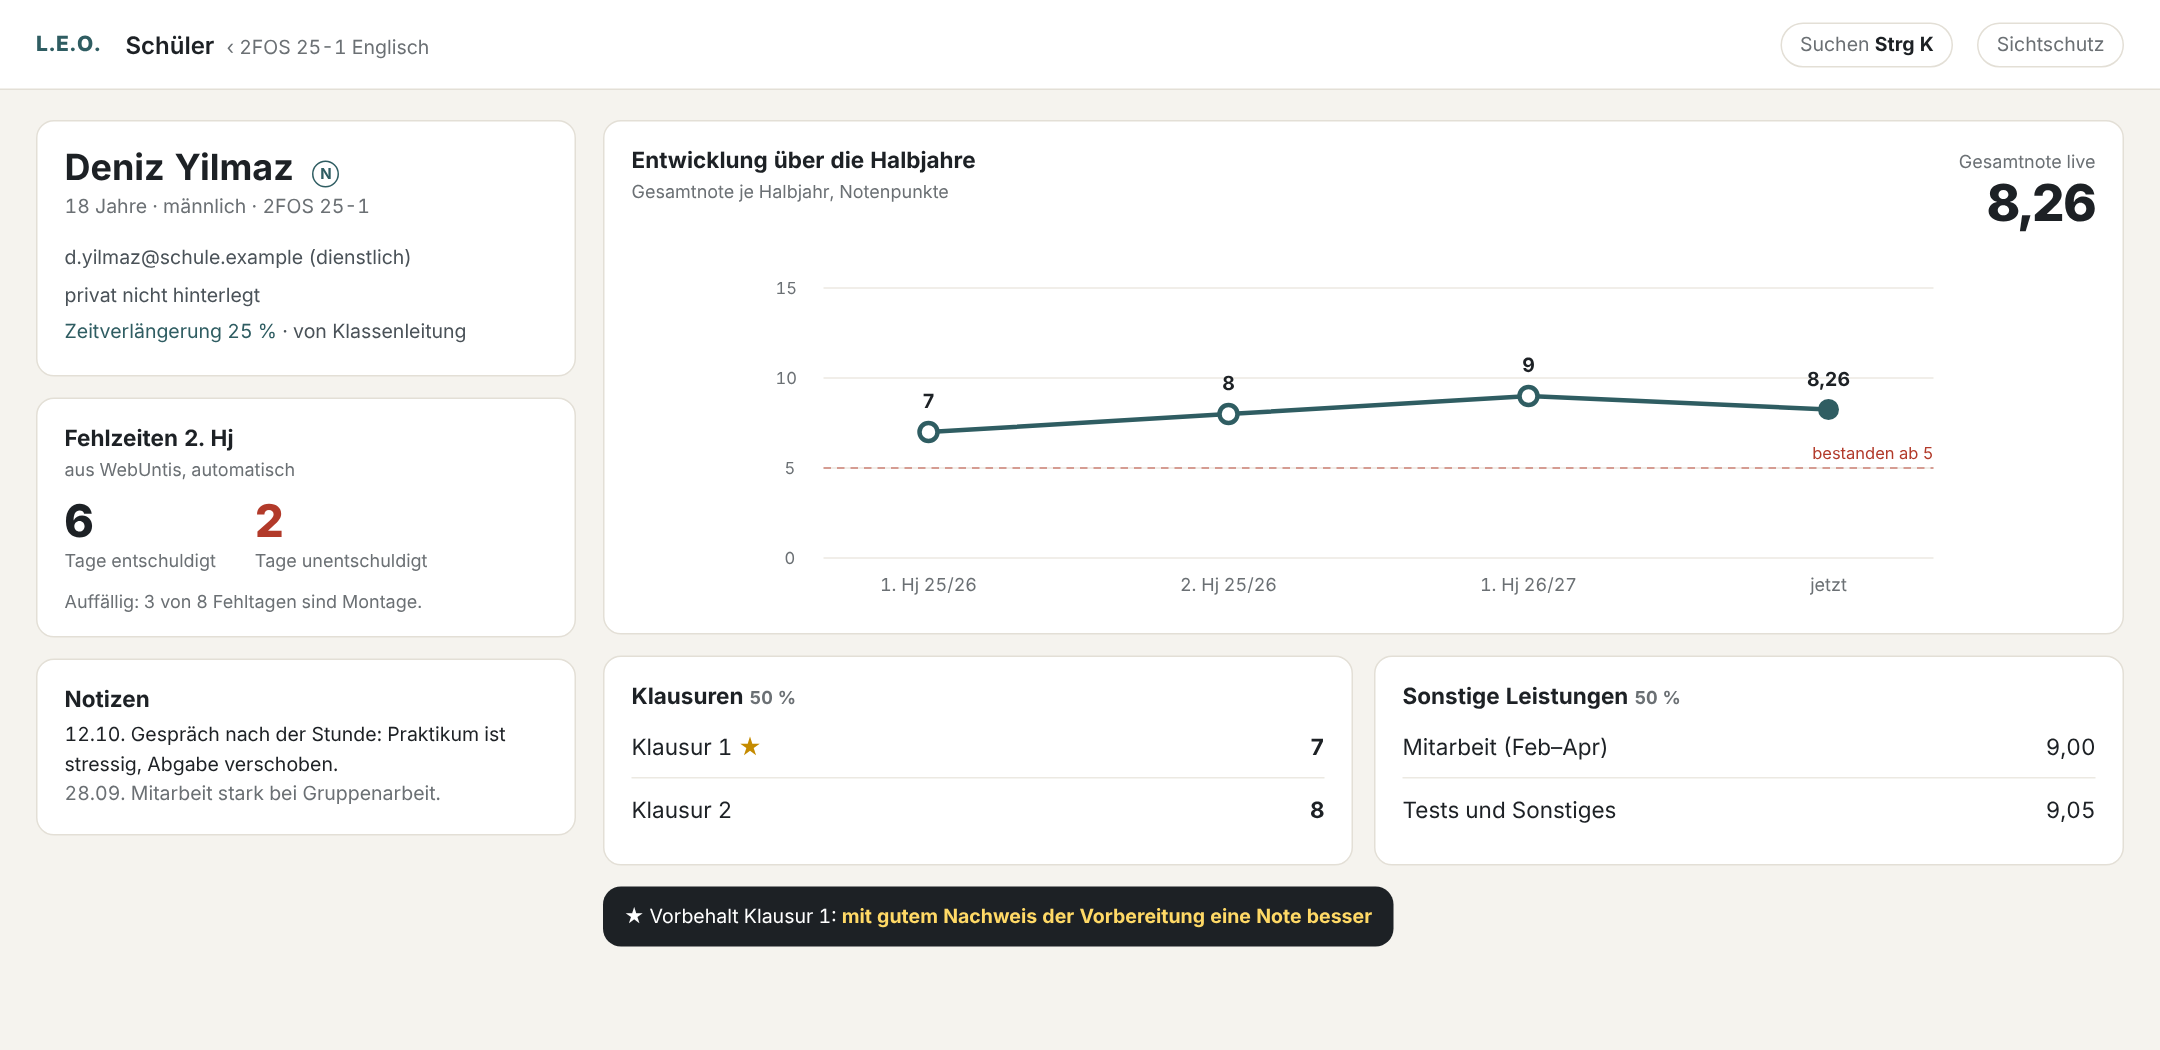 L.E.O. Schüler ‹ 2FOS 25-1 Englisch
Suchen Strg K
Sichtschutz
Deniz Yilmaz N
18 Jahre · männlich · 2FOS 25-1
d.yilmaz@schule.example (dienstlich)
privat nicht hinterlegt
Zeitverlängerung 25 % · von Klassenleitung
Fehlzeiten 2. Hj
aus WebUntis, automatisch
6 2
Tage entschuldigt Tage unentschuldigt
Auffällig: 3 von 8 Fehltagen sind Montage.
Notizen
12.10. Gespräch nach der Stunde: Praktikum ist
stressig, Abgabe verschoben.
28.09. Mitarbeit stark bei Gruppenarbeit.
Entwicklung über die Halbjahre
Gesamtnote je Halbjahr, Notenpunkte
Gesamtnote live
8,26
15
10
5
0
7
8
9
8,26
bestanden ab 5
1. Hj 25/26 2. Hj 25/26 1. Hj 26/27 jetzt
Klausuren 50 %
Klausur 1 ★ 7
Klausur 2 8
Sonstige Leistungen 50 %
Mitarbeit (Feb–Apr) 9,00
Tests und Sonstiges 9,05
★ Vorbehalt Klausur 1: mit gutem Nachweis der Vorbereitung eine Note besser